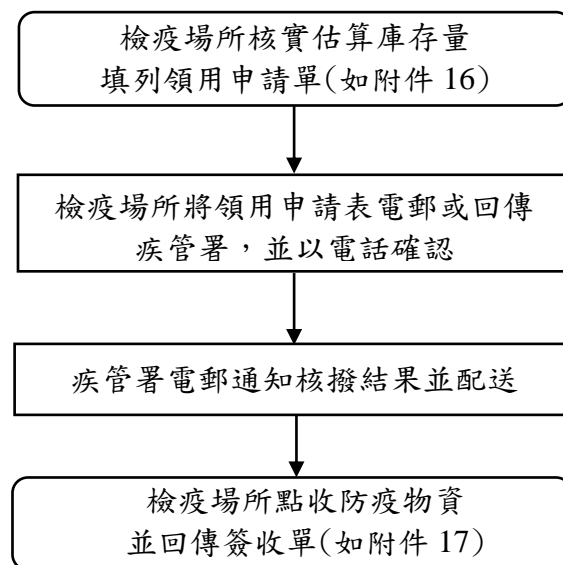 檢疫場所核實估算庫存量
填列領用申請單(如附件 16)
檢疫場所將領用申請表電郵或回傳
疾管署，並以電話確認
疾管署電郵通知核撥結果並配送
檢疫場所點收防疫物資
並回傳簽收單(如附件 17)